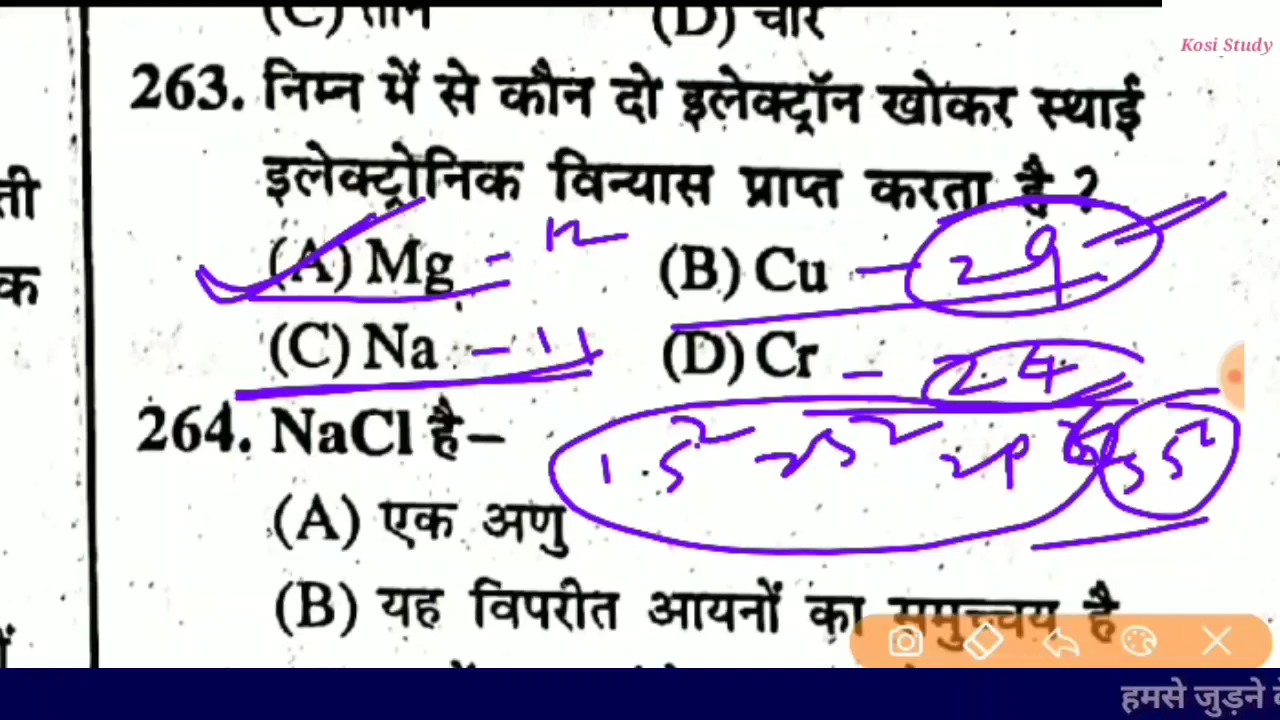 (C) तीन (D) चार
Kosi Study
263. निम्न में से कौन दो इलेक्ट्रॉन खोकर स्थाई
इलेक्ट्रोनिक विन्यास प्राप्त करता है ?
(A) Mg - 12 (B) Cu - 29
(C) Na - 11 (D) Cr - 24
264. NaCl है–
1s² 2s² 2p⁶ 3s²
(A) एक अणु
(B) यह विपरीत आयनों का समुच्चय है
हमसे जुड़ने